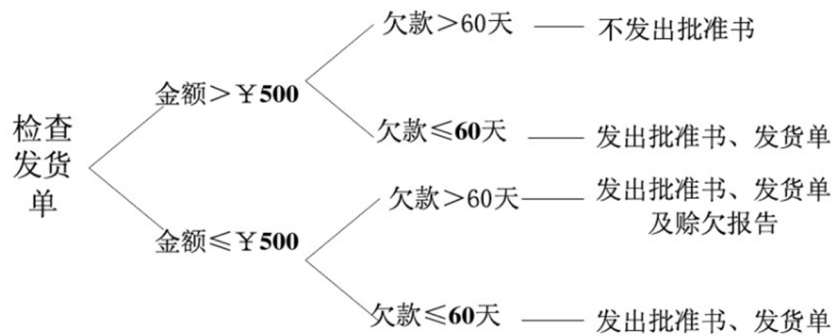 检查
发货
单
金额＞￥500
欠款＞60天
不发出批准书
欠款≤60天
发出批准书、发货单
金额≤￥500
欠款＞60天
发出批准书、发货单
及赊欠报告
欠款≤60天
发出批准书、发货单